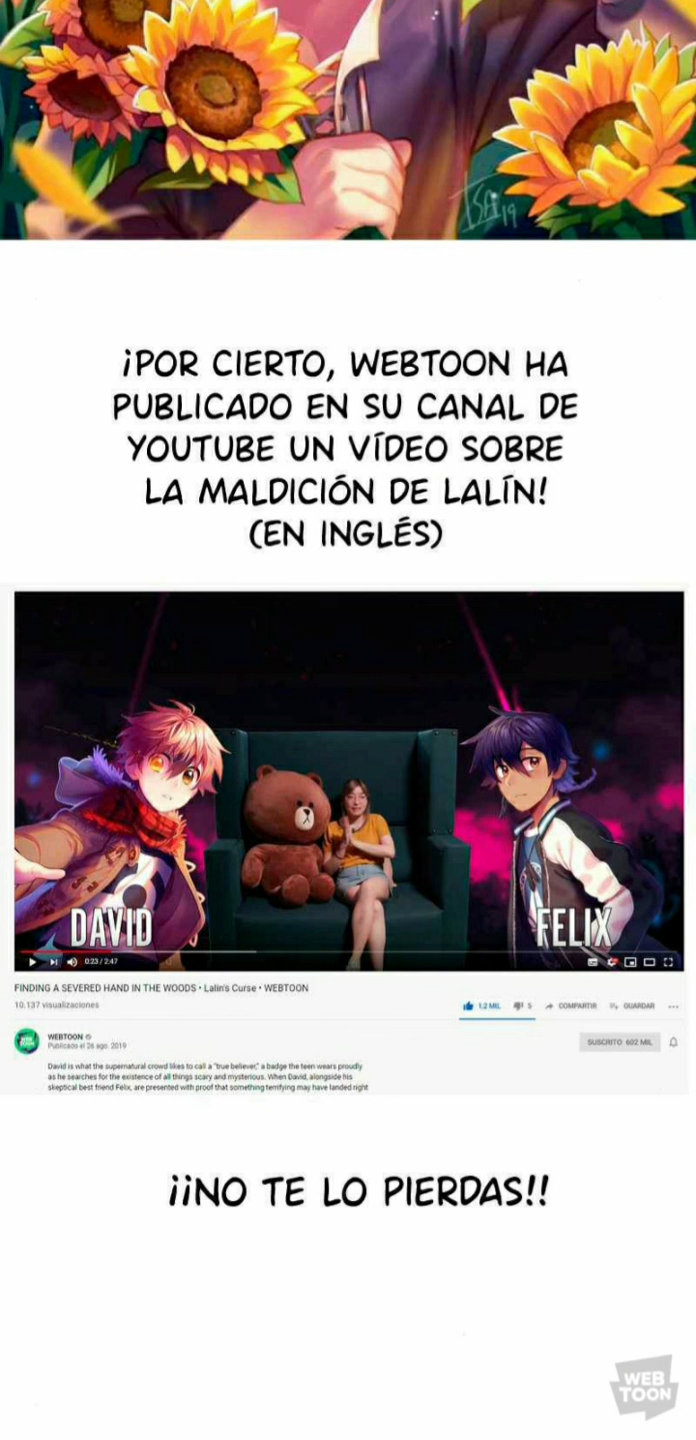 ¡POR CIERTO, WEBTOON HA
PUBLICADO EN SU CANAL DE
YOUTUBE UN VÍDEO SOBRE
LA MALDICIÓN DE LALÍN!
(EN INGLÉS)
DAVID
FELIX
0:23 / 2:47
FINDING A SEVERED HAND IN THE WOODS • Lalin's Curse • WEBTOON
10.137 visualizaciones
1,2 MIL 5 COMPARTIR GUARDAR
WEBTOON
Publicado el 26 ago. 2019
SUSCRITO 602 MIL
David is what the supernatural crowd likes to call a "true believer," a badge the teen wears proudly
as he searches for the existence of all things scary and mysterious. When David, alongside his
skeptical best friend Felix, are presented with proof that something terrifying may have landed right
¡¡NO TE LO PIERDAS!!
WEB
TOON